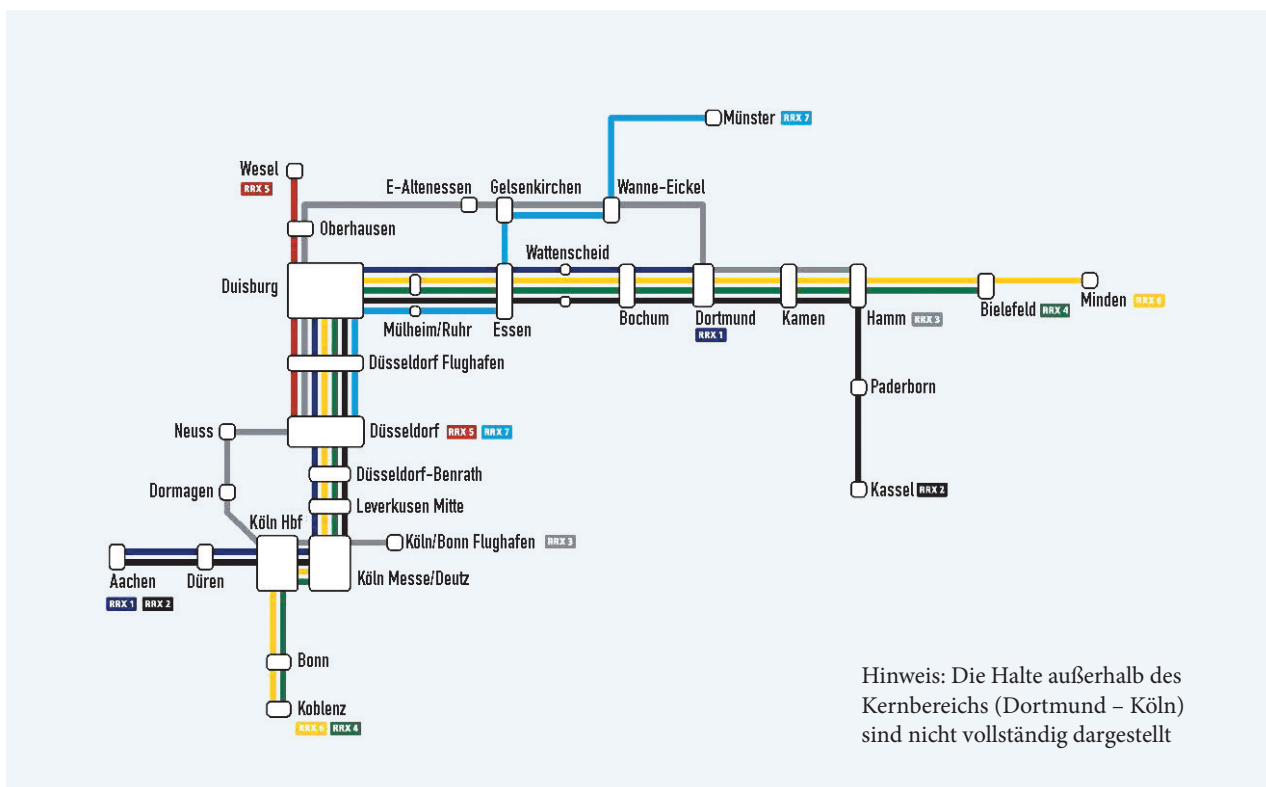 Münster RRX 7
Wesel
RRX 5
E-Altenessen
Gelsenkirchen
Wanne-Eickel
Oberhausen
Wattenscheid
Duisburg
Mülheim/Ruhr
Essen
Bochum
Dortmund
RRX 1
Kamen
Hamm RRX 3
Bielefeld RRX 4
Minden RRX 6
Düsseldorf Flughafen
Paderborn
Neuss
Düsseldorf RRX 5 RRX 7
Düsseldorf-Benrath
Dormagen
Kassel RRX 2
Leverkusen Mitte
Köln Hbf
Köln/Bonn Flughafen RRX 3
Aachen
RRX 1 RRX 2
Düren
Köln Messe/Deutz
Bonn
Koblenz
RRX 6 RRX 4
Hinweis: Die Halte außerhalb des
Kernbereichs (Dortmund – Köln)
sind nicht vollständig dargestellt